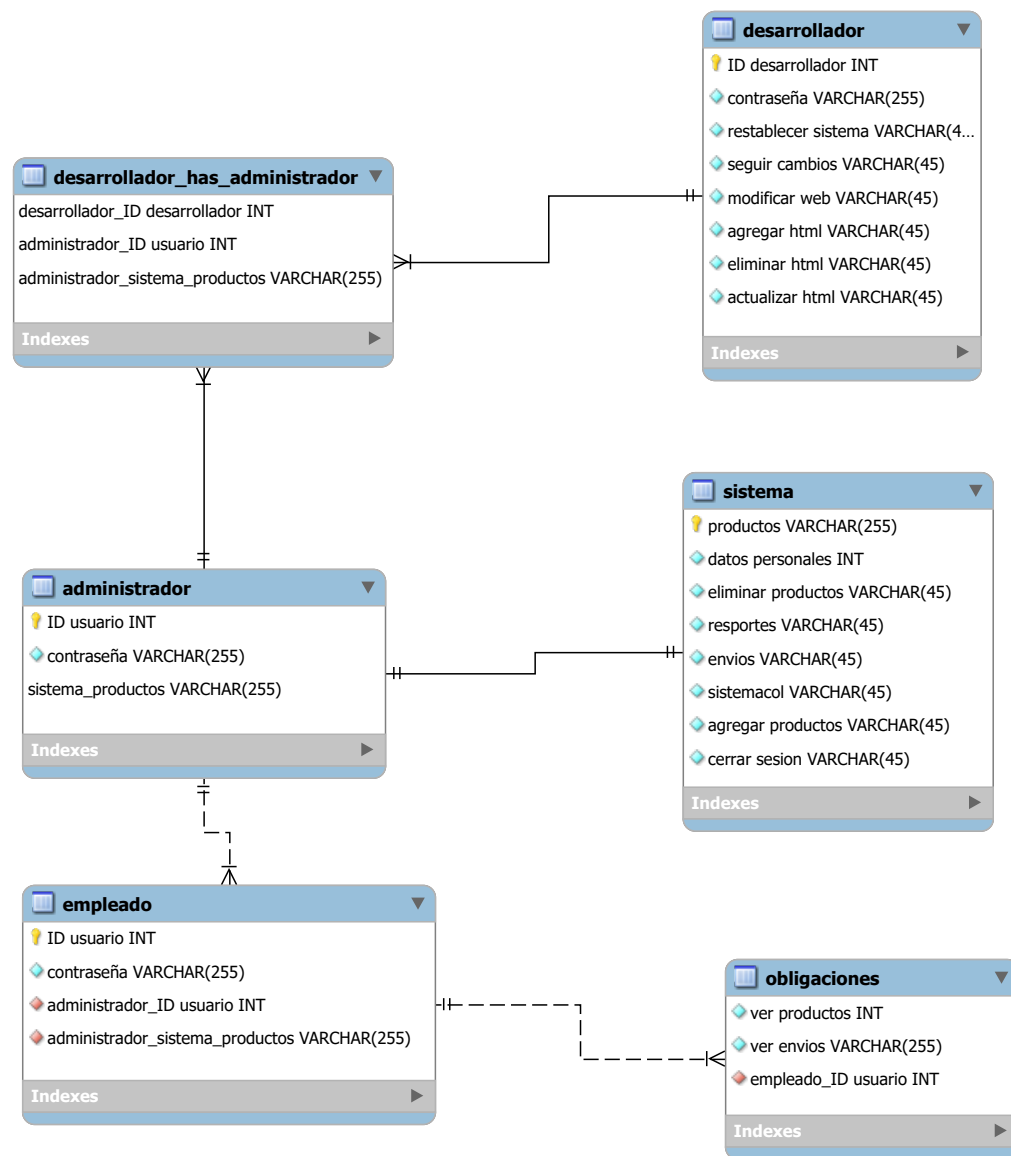 desarrollador
ID desarrollador INT
contraseña VARCHAR(255)
restablecer sistema VARCHAR(4...
seguir cambios VARCHAR(45)
modificar web VARCHAR(45)
agregar html VARCHAR(45)
eliminar html VARCHAR(45)
actualizar html VARCHAR(45)
Indexes
desarrollador_has_administrador
desarrollador_ID desarrollador INT
administrador_ID usuario INT
administrador_sistema_productos VARCHAR(255)
Indexes
sistema
productos VARCHAR(255)
datos personales INT
eliminar productos VARCHAR(45)
resportes VARCHAR(45)
envios VARCHAR(45)
sistemacol VARCHAR(45)
agregar productos VARCHAR(45)
cerrar sesion VARCHAR(45)
Indexes
administrador
ID usuario INT
contraseña VARCHAR(255)
sistema_productos VARCHAR(255)
Indexes
empleado
ID usuario INT
contraseña VARCHAR(255)
administrador_ID usuario INT
administrador_sistema_productos VARCHAR(255)
Indexes
obligaciones
ver productos INT
ver envios VARCHAR(255)
empleado_ID usuario INT
Indexes